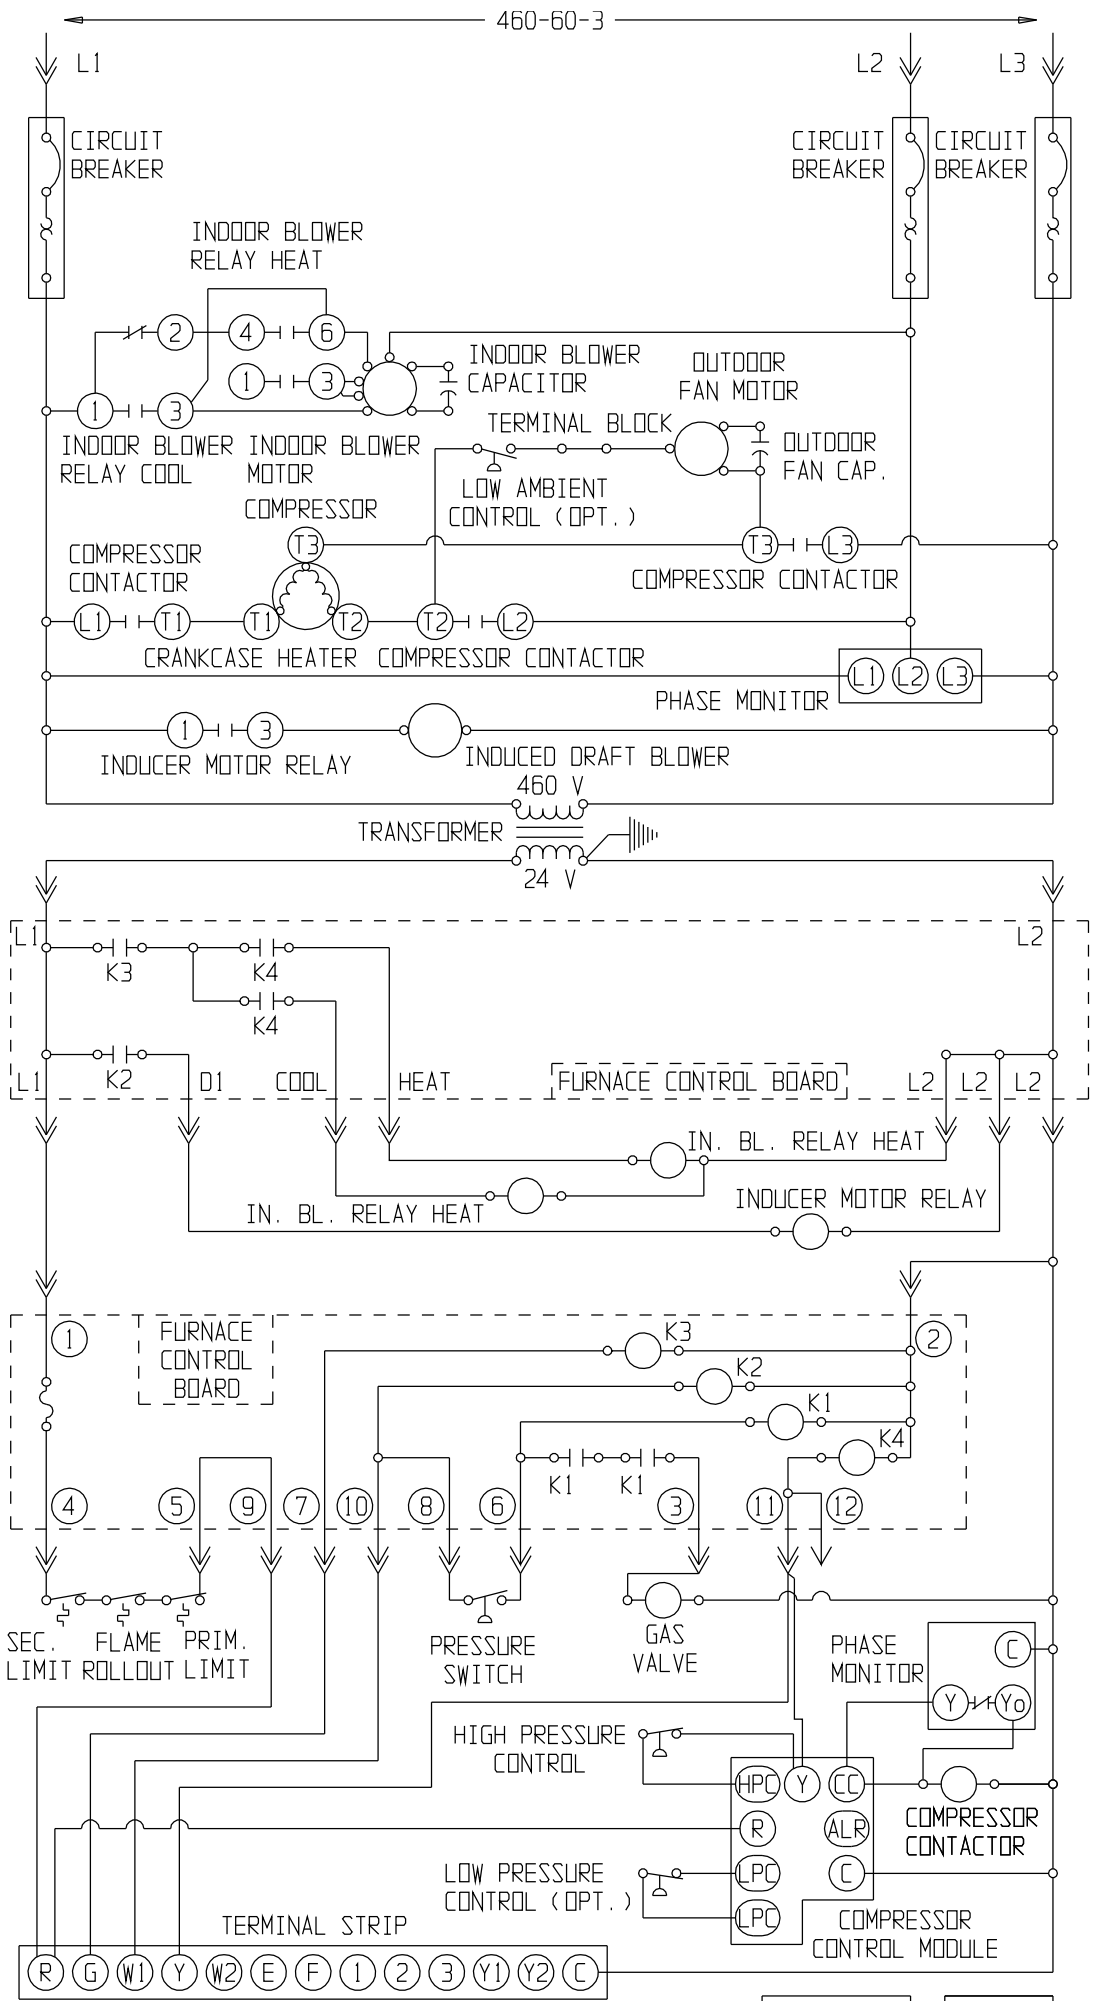 460-60-3
L1
L2
L3
CIRCUIT
BREAKER
CIRCUIT
BREAKER
CIRCUIT
BREAKER
INDOOR BLOWER
RELAY HEAT
2
4
6
1
3
1
3
INDOOR BLOWER
CAPACITOR
OUTDOOR
FAN MOTOR
INDOOR BLOWER
RELAY COOL
INDOOR BLOWER
MOTOR
TERMINAL BLOCK
OUTDOOR
FAN CAP.
LOW AMBIENT
CONTROL (OPT.)
COMPRESSOR
T3
T3
L3
COMPRESSOR
CONTACTOR
COMPRESSOR CONTACTOR
L1
T1
T1
T2
T2
L2
CRANKCASE HEATER
COMPRESSOR CONTACTOR
L1
L2
L3
PHASE MONITOR
1
3
INDUCER MOTOR RELAY
INDUCED DRAFT BLOWER
460 V
TRANSFORMER
24 V
L1
L2
K3
K4
K4
K2
L1
D1
COOL
HEAT
FURNACE CONTROL BOARD
L2
L2
L2
IN. BL. RELAY HEAT
IN. BL. RELAY HEAT
INDUCER MOTOR RELAY
1
FURNACE
CONTROL
BOARD
K3
2
K2
K1
K4
K1
K1
4
5
9
7
10
8
6
3
11
12
SEC.
LIMIT
FLAME
ROLLOUT
PRIM.
LIMIT
PRESSURE
SWITCH
GAS
VALVE
PHASE
MONITOR
C
Y
Yo
HIGH PRESSURE
CONTROL
HPC
Y
CC
COMPRESSOR
CONTACTOR
R
ALR
LOW PRESSURE
CONTROL (OPT.)
LPC
C
LPC
COMPRESSOR
CONTROL MODULE
TERMINAL STRIP
R
G
W1
Y
W2
E
F
1
2
3
Y1
Y2
C